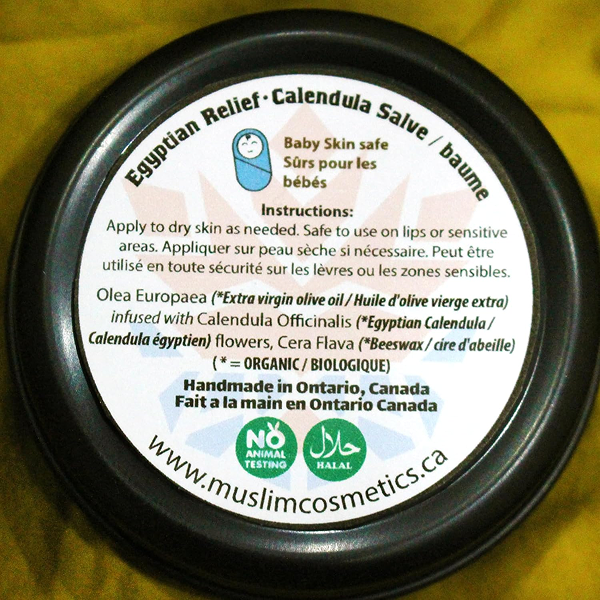 Egyptian Relief • Calendula Salve / baume
Baby Skin safe
Sûrs pour les
bébés
Instructions:
Apply to dry skin as needed. Safe to use on lips or sensitive
areas. Appliquer sur peau sèche si nécessaire. Peut être
utilisé en toute sécurité sur les lèvres ou les zones sensibles.
Olea Europaea (*Extra virgin olive oil / Huile d'olive vierge extra)
infused with Calendula Officinalis (*Egyptian Calendula /
Calendula égyptien) flowers, Cera Flava (*Beeswax / cire d'abeille)
( * = ORGANIC / BIOLOGIQUE)
Handmade in Ontario, Canada
Fait a la main en Ontario Canada
NO
ANIMAL
TESTING
حلال
HALAL
www.muslimcosmetics.ca